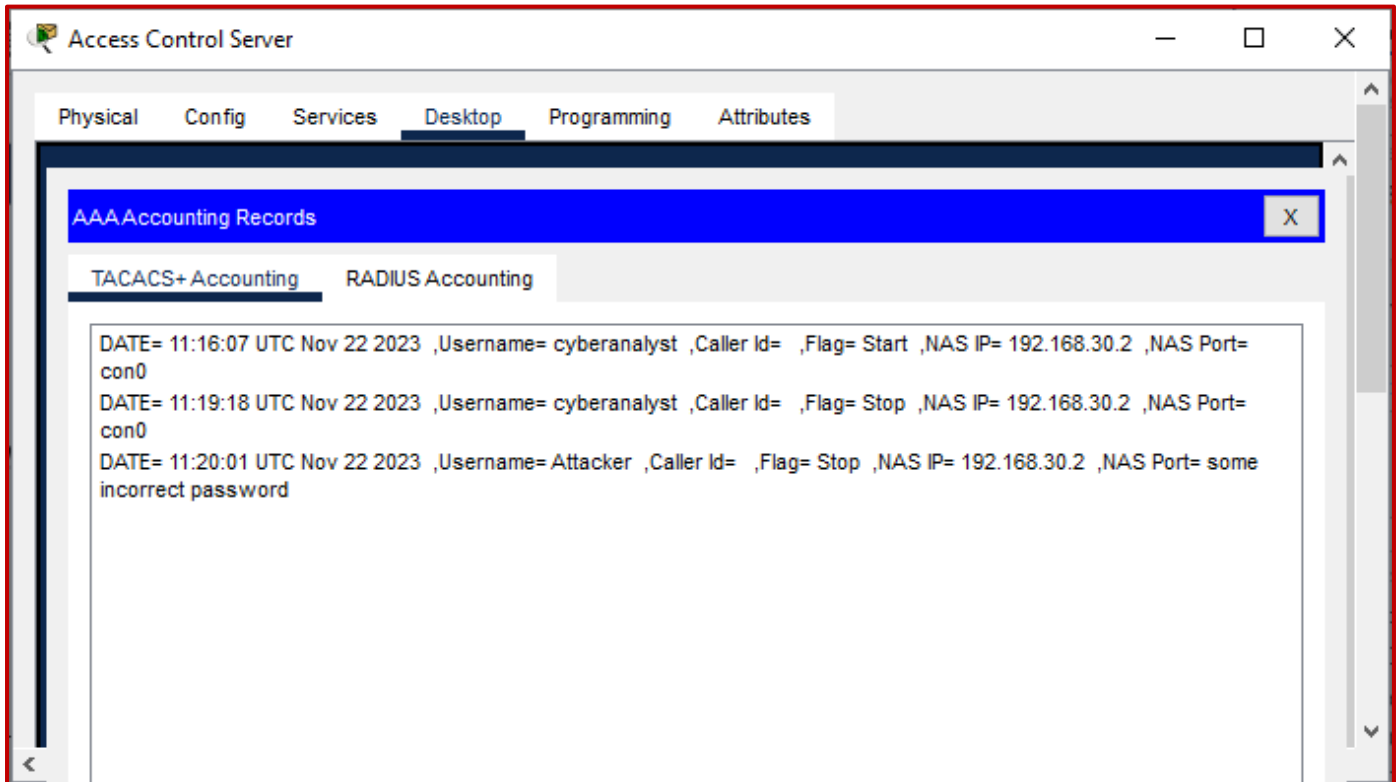 Access Control Server
Physical Config Services Desktop Programming Attributes
AAA Accounting Records X
TACACS+ Accounting RADIUS Accounting
DATE= 11:16:07 UTC Nov 22 2023 ,Username= cyberanalyst ,Caller Id= ,Flag= Start ,NAS IP= 192.168.30.2 ,NAS Port=
con0
DATE= 11:19:18 UTC Nov 22 2023 ,Username= cyberanalyst ,Caller Id= ,Flag= Stop ,NAS IP= 192.168.30.2 ,NAS Port=
con0
DATE= 11:20:01 UTC Nov 22 2023 ,Username= Attacker ,Caller Id= ,Flag= Stop ,NAS IP= 192.168.30.2 ,NAS Port= some
incorrect password